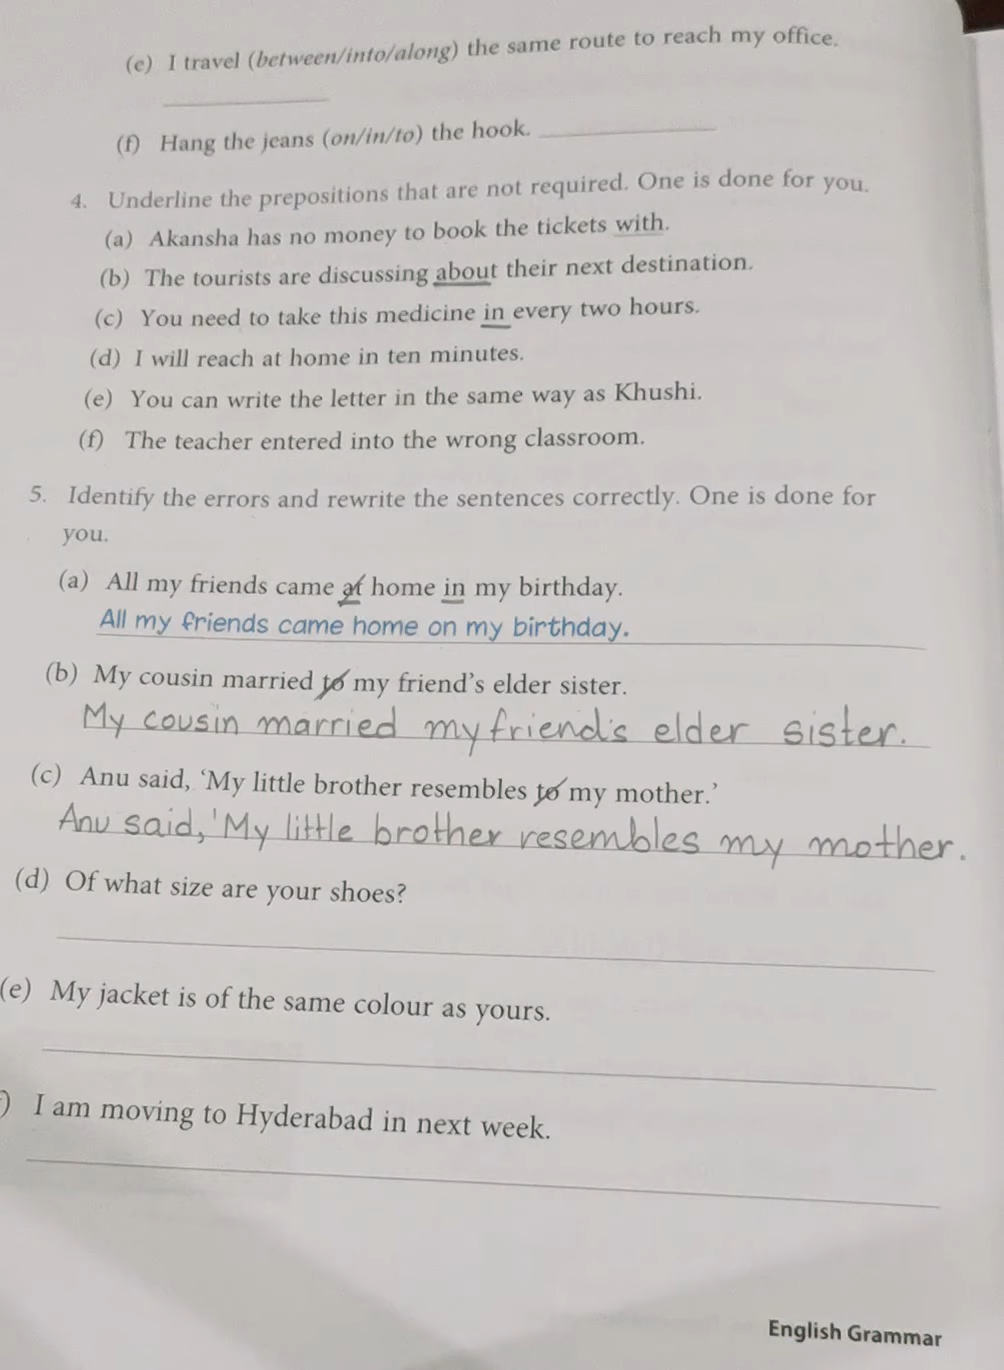 (e) I travel (between/into/along) the same route to reach my office.
(f) Hang the jeans (on/in/to) the hook.
4. Underline the prepositions that are not required. One is done for you.
(a) Akansha has no money to book the tickets with.
(b) The tourists are discussing about their next destination.
(c) You need to take this medicine in every two hours.
(d) I will reach at home in ten minutes.
(e) You can write the letter in the same way as Khushi.
(f) The teacher entered into the wrong classroom.
5. Identify the errors and rewrite the sentences correctly. One is done for
you.
(a) All my friends came at home in my birthday.
All my friends came home on my birthday.
(b) My cousin married to my friend's elder sister.
My cousin married my friend's elder sister.
(c) Anu said, 'My little brother resembles to my mother.'
Anu said, 'My little brother resembles my mother.
(d) Of what size are your shoes?
(e) My jacket is of the same colour as yours.
) I am moving to Hyderabad in next week.
English Grammar